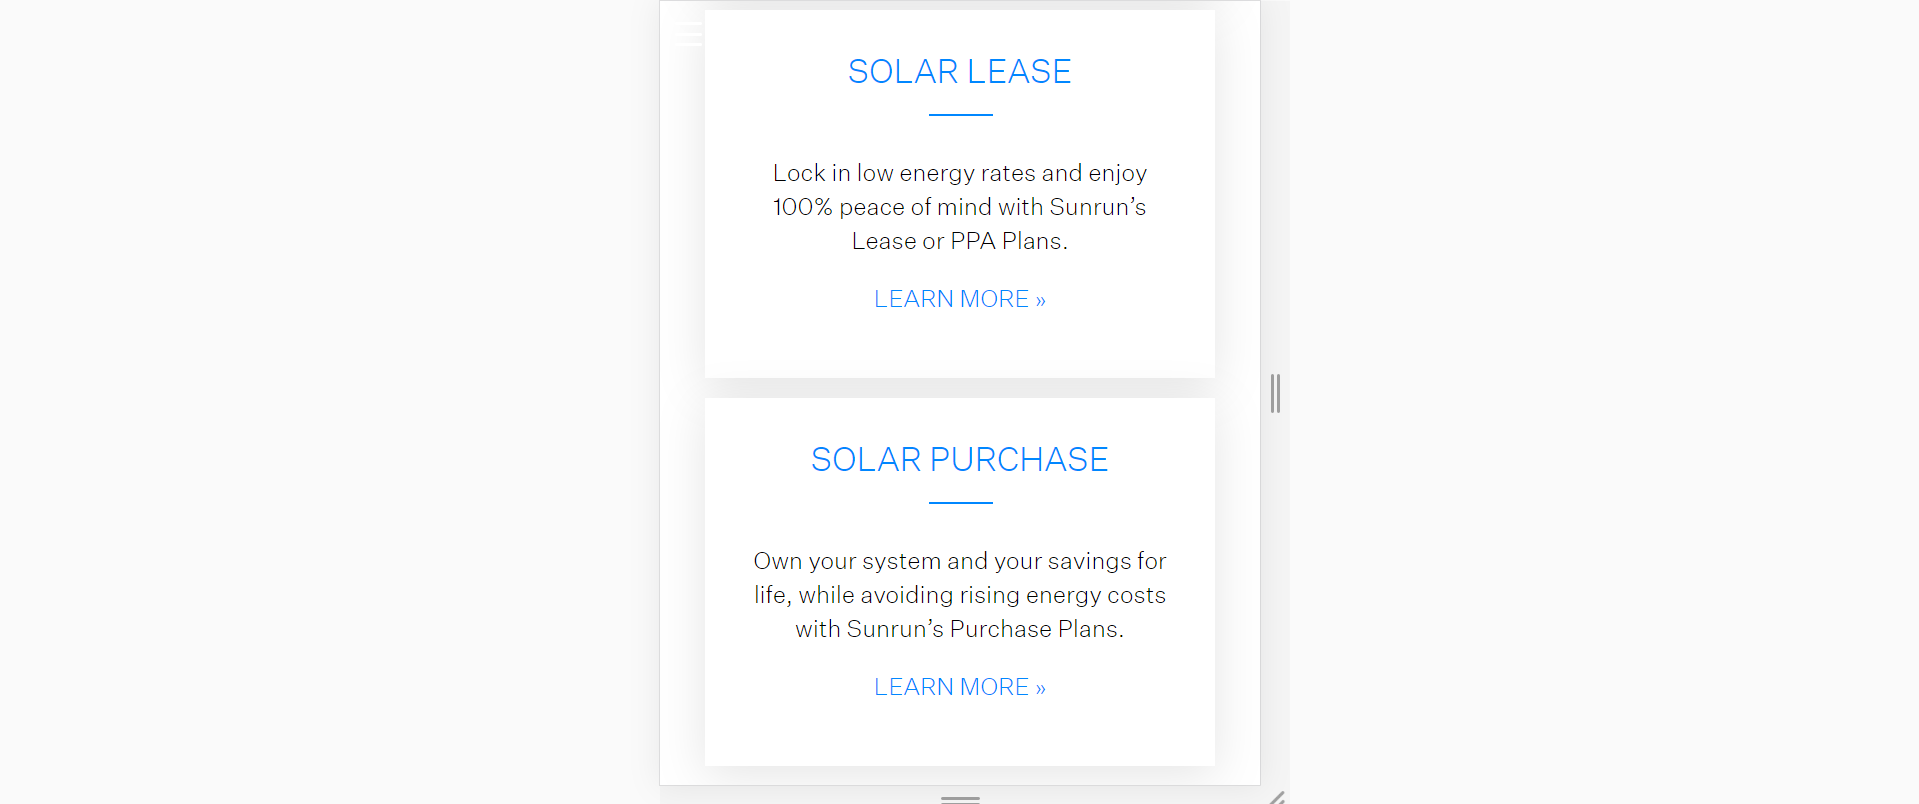 SOLAR LEASE
Lock in low energy rates and enjoy
100% peace of mind with Sunrun’s
Lease or PPA Plans.
LEARN MORE »
SOLAR PURCHASE
Own your system and your savings for
life, while avoiding rising energy costs
with Sunrun’s Purchase Plans.
LEARN MORE »